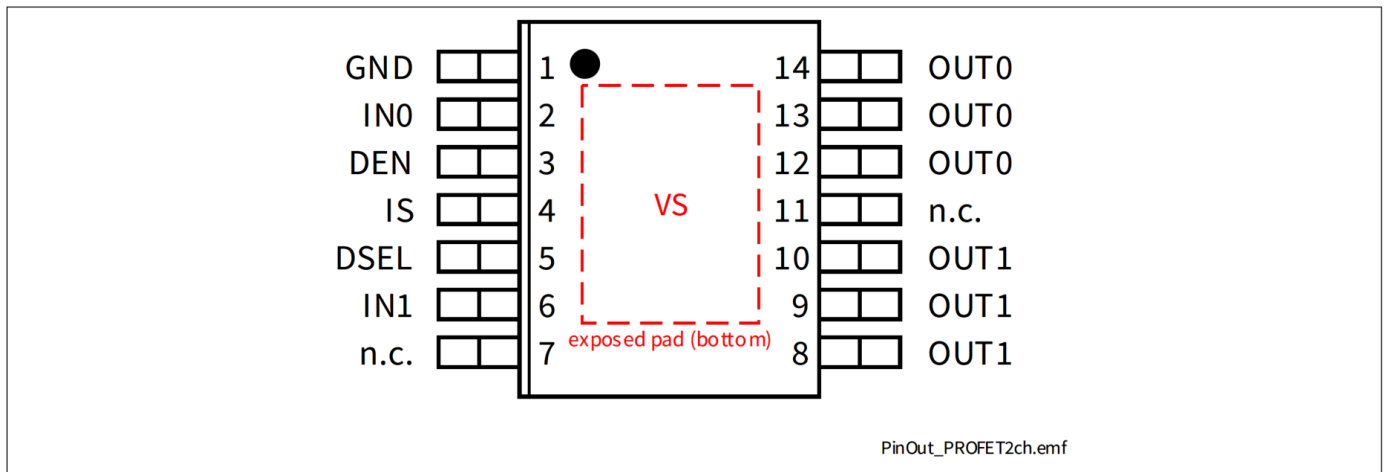 GND 1 14 OUT0
IN0 2 13 OUT0
DEN 3 12 OUT0
IS 4 VS 11 n.c.
DSEL 5 10 OUT1
IN1 6 9 OUT1
exposed pad (bottom)
n.c. 7 8 OUT1
PinOut_PROFET2ch.emf